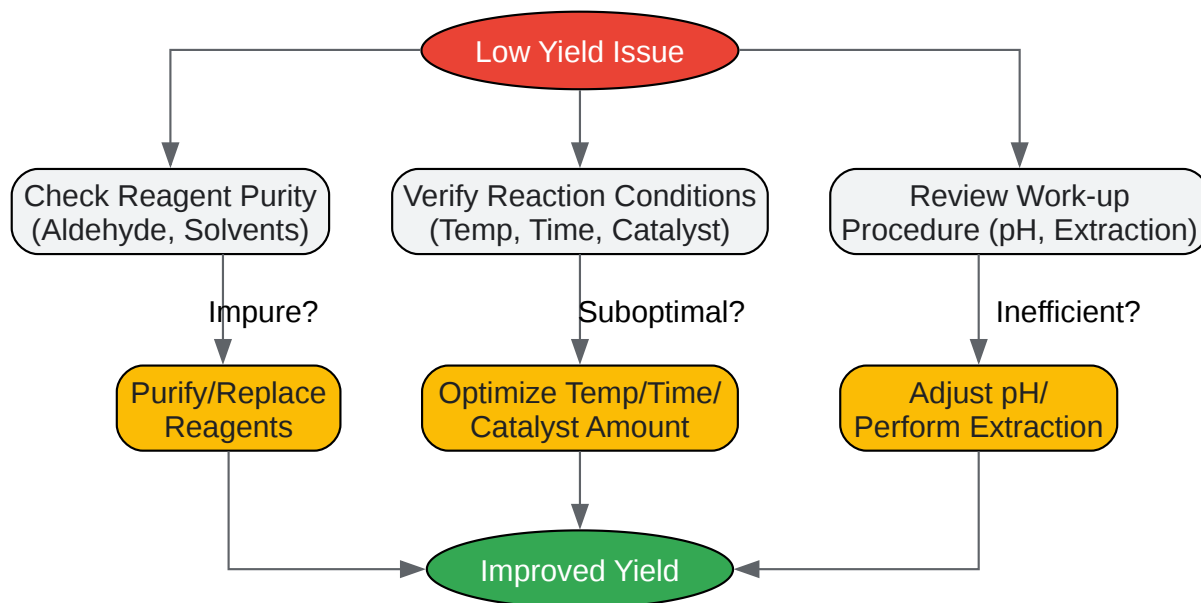 Low Yield Issue
Check Reagent Purity
(Aldehyde, Solvents)
Verify Reaction Conditions
(Temp, Time, Catalyst)
Review Work-up
Procedure (pH, Extraction)
Impure?
Suboptimal?
Inefficient?
Purify/Replace
Reagents
Optimize Temp/Time/
Catalyst Amount
Adjust pH/
Perform Extraction
Improved Yield